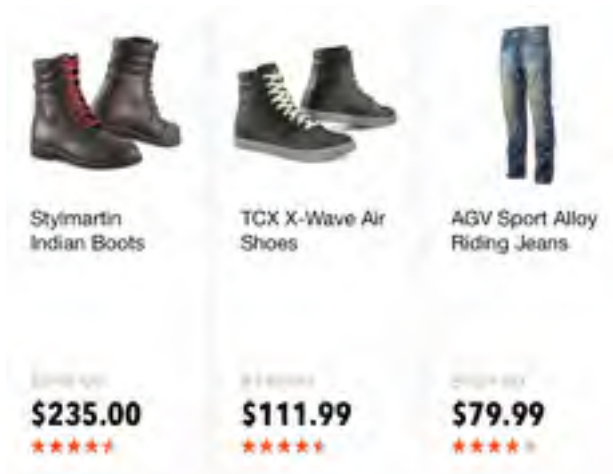 Stylmartin
Indian Boots
TCX X-Wave Air
Shoes
AGV Sport Alloy
Riding Jeans
$235.00
$111.99
$79.99